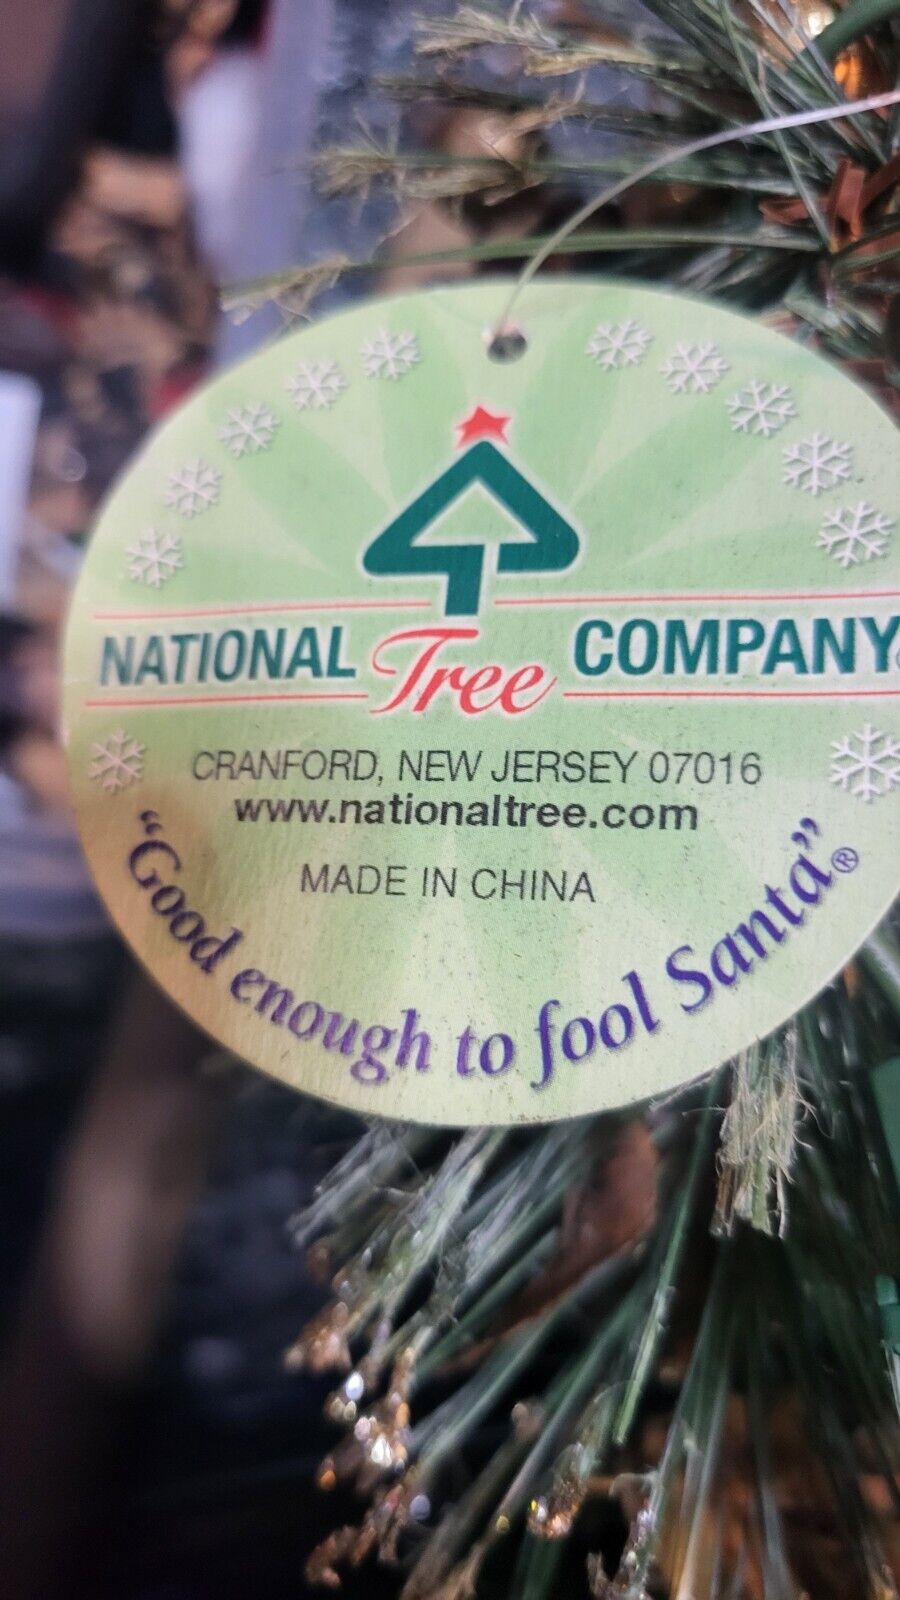 NATIONAL Tree COMPANY
CRANFORD, NEW JERSEY 07016
www.nationaltree.com
MADE IN CHINA
“Good enough to fool Santa”®